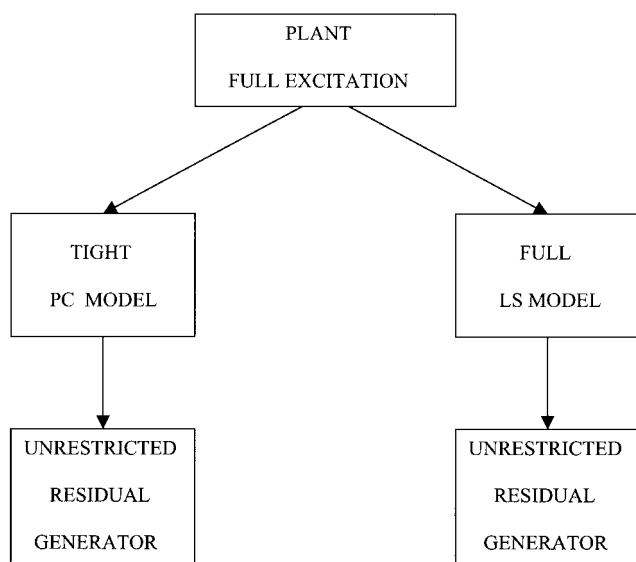 PLANT
FULL EXCITATION
TIGHT
PC MODEL
FULL
LS MODEL
UNRESTRICTED
RESIDUAL
GENERATOR
UNRESTRICTED
RESIDUAL
GENERATOR